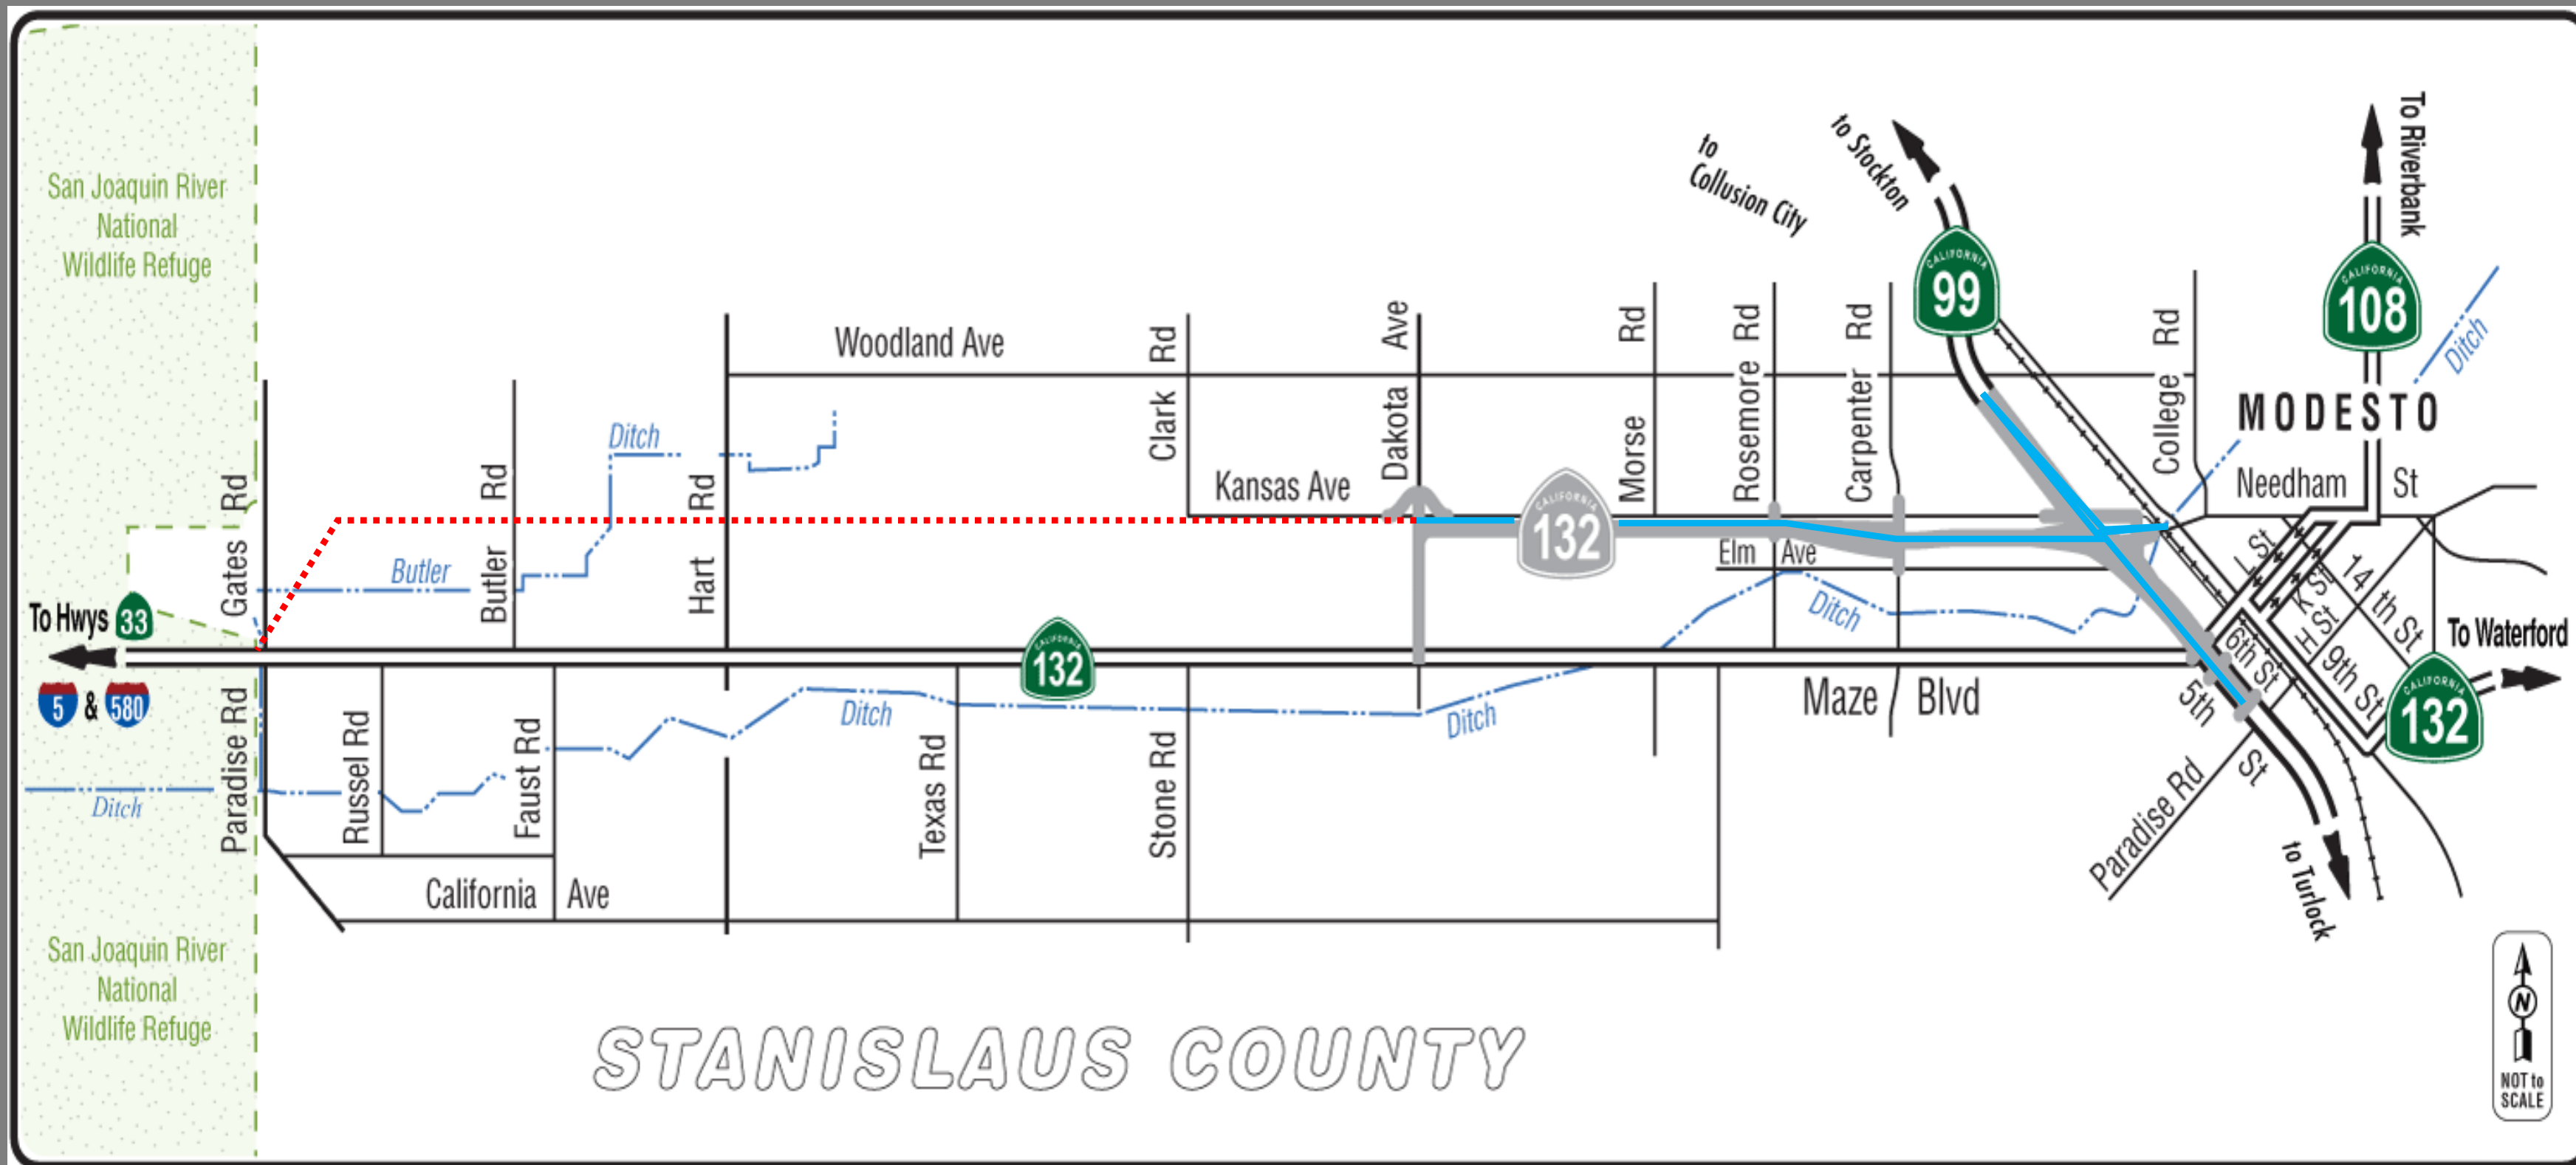 San Joaquin River
National
Wildlife Refuge
to
Collusion City
to Stockton
To Riverbank
CALIFORNIA
99
CALIFORNIA
108
Ditch
Woodland Ave
Clark Rd
Dakota Ave
Morse Rd
Rosemore Rd
Carpenter Rd
College Rd
MODESTO
Needham St
Kansas Ave
CALIFORNIA
132
Elm Ave
Ditch
Gates Rd
Butler
Butler Rd
Ditch
Hart Rd
I St
K St
H St
14 th St
9th St
6th St
5th St
To Waterford
CALIFORNIA
132
To Hwys 33
5 & 580
CALIFORNIA
132
Maze Blvd
Paradise Rd
Ditch
Russel Rd
Faust Rd
Ditch
Texas Rd
Stone Rd
Ditch
Paradise Rd
to Turlock
California Ave
San Joaquin River
National
Wildlife Refuge
STANISLAUS COUNTY
N
NOT to
SCALE